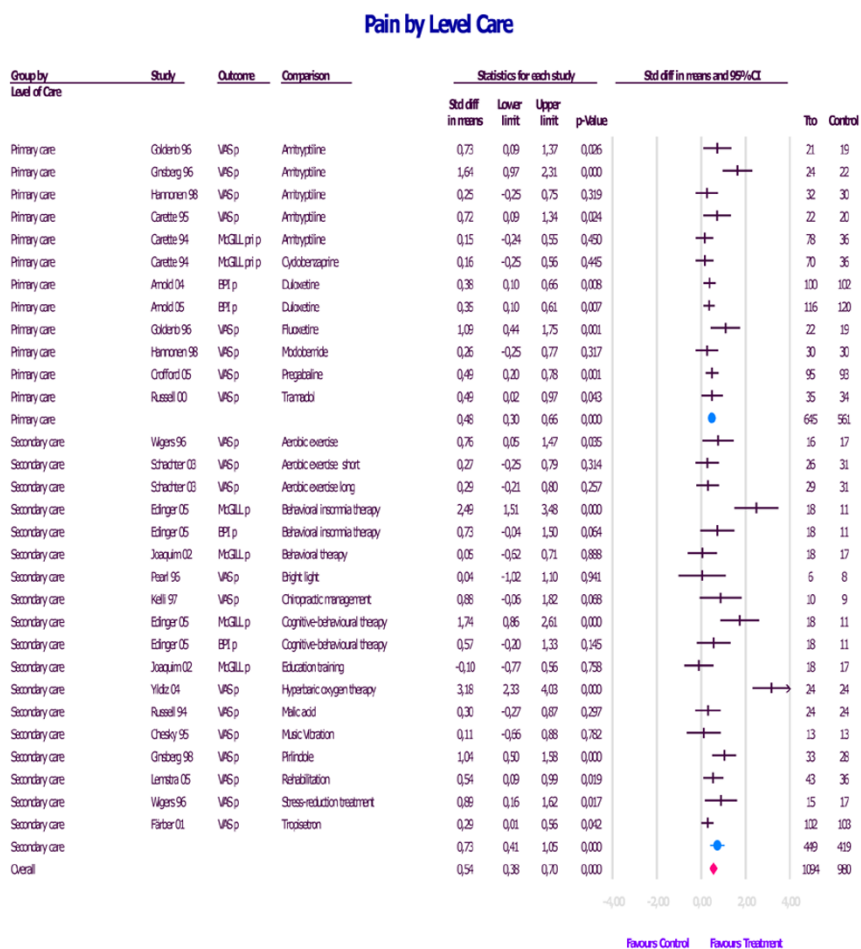 Pain by Level Care
Group by Study Outcome Comparison Statistics for each study Std diff in means and 95% CI
Level of Care
Std diff Lower Upper
in means limit limit p-Value Tto Control
Primary care Goldenb 96 VAS p Amitryptiline 0,73 0,09 1,37 0,026 21 19
Primary care Ginsberg 96 VAS p Amitryptiline 1,64 0,97 2,31 0,000 24 22
Primary care Hannonen 98 VAS p Amitryptiline 0,25 -0,25 0,75 0,319 32 30
Primary care Carette 95 VAS p Amitryptiline 0,72 0,09 1,34 0,024 22 20
Primary care Carette 94 McGILL pri p Amitryptiline 0,15 -0,24 0,55 0,450 78 36
Primary care Carette 94 McGILL pri p Cyclobenzaprine 0,16 -0,25 0,56 0,445 70 36
Primary care Arnold 04 BPI p Duloxetine 0,38 0,10 0,66 0,008 100 102
Primary care Arnold 05 BPI p Duloxetine 0,35 0,10 0,61 0,007 116 120
Primary care Goldenb 96 VAS p Fluoxetine 1,09 0,44 1,75 0,001 22 19
Primary care Hannonen 98 VAS p Moclobemide 0,26 -0,25 0,77 0,317 30 30
Primary care Crofford 05 VAS p Pregabaline 0,49 0,20 0,78 0,001 95 93
Primary care Russell 00 VAS p Tramadol 0,49 0,02 0,97 0,043 35 34
Primary care 0,48 0,30 0,66 0,000 645 561
Secondary care Wigers 96 VAS p Aerobic exercise 0,76 0,05 1,47 0,035 16 17
Secondary care Schachter 03 VAS p Aerobic exercise short 0,27 -0,25 0,79 0,314 26 31
Secondary care Schachter 03 VAS p Aerobic exercise long 0,29 -0,21 0,80 0,257 29 31
Secondary care Edinger 05 McGILL p Behavioral insomnia therapy 2,49 1,51 3,48 0,000 18 11
Secondary care Edinger 05 BPI p Behavioral insomnia therapy 0,73 -0,04 1,50 0,064 18 11
Secondary care Joaquim 02 McGILL p Behavioral therapy 0,05 -0,62 0,71 0,888 18 17
Secondary care Pearl 96 VAS p Bright light 0,04 -1,02 1,10 0,941 6 8
Secondary care Kelli 97 VAS p Chiropractic management 0,88 -0,06 1,82 0,068 10 9
Secondary care Edinger 05 McGILL p Cognitive-behavioural therapy 1,74 0,86 2,61 0,000 18 11
Secondary care Edinger 05 BPI p Cognitive-behavioural therapy 0,57 -0,20 1,33 0,145 18 11
Secondary care Joaquim 02 McGILL p Education training -0,10 -0,77 0,56 0,758 18 17
Secondary care Yildiz 04 VAS p Hyperbaric oxygen therapy 3,18 2,33 4,03 0,000 24 24
Secondary care Russell 94 VAS p Malic acid 0,30 -0,27 0,87 0,297 24 24
Secondary care Chesky 95 VAS p Music Vibration 0,11 -0,66 0,88 0,782 13 13
Secondary care Ginsberg 98 VAS p Pirlindole 1,04 0,50 1,58 0,000 33 28
Secondary care Lemstra 05 VAS p Rehabilitation 0,54 0,09 0,99 0,019 43 36
Secondary care Wigers 96 VAS p Stress-reduction treatment 0,89 0,16 1,62 0,017 15 17
Secondary care Färber 01 VAS p Tropisetron 0,29 0,01 0,56 0,042 102 103
Secondary care 0,73 0,41 1,05 0,000 449 419
Overall 0,54 0,38 0,70 0,000 1094 980
-4,00 -2,00 0,00 2,00 4,00
Favours Control Favours Treatment